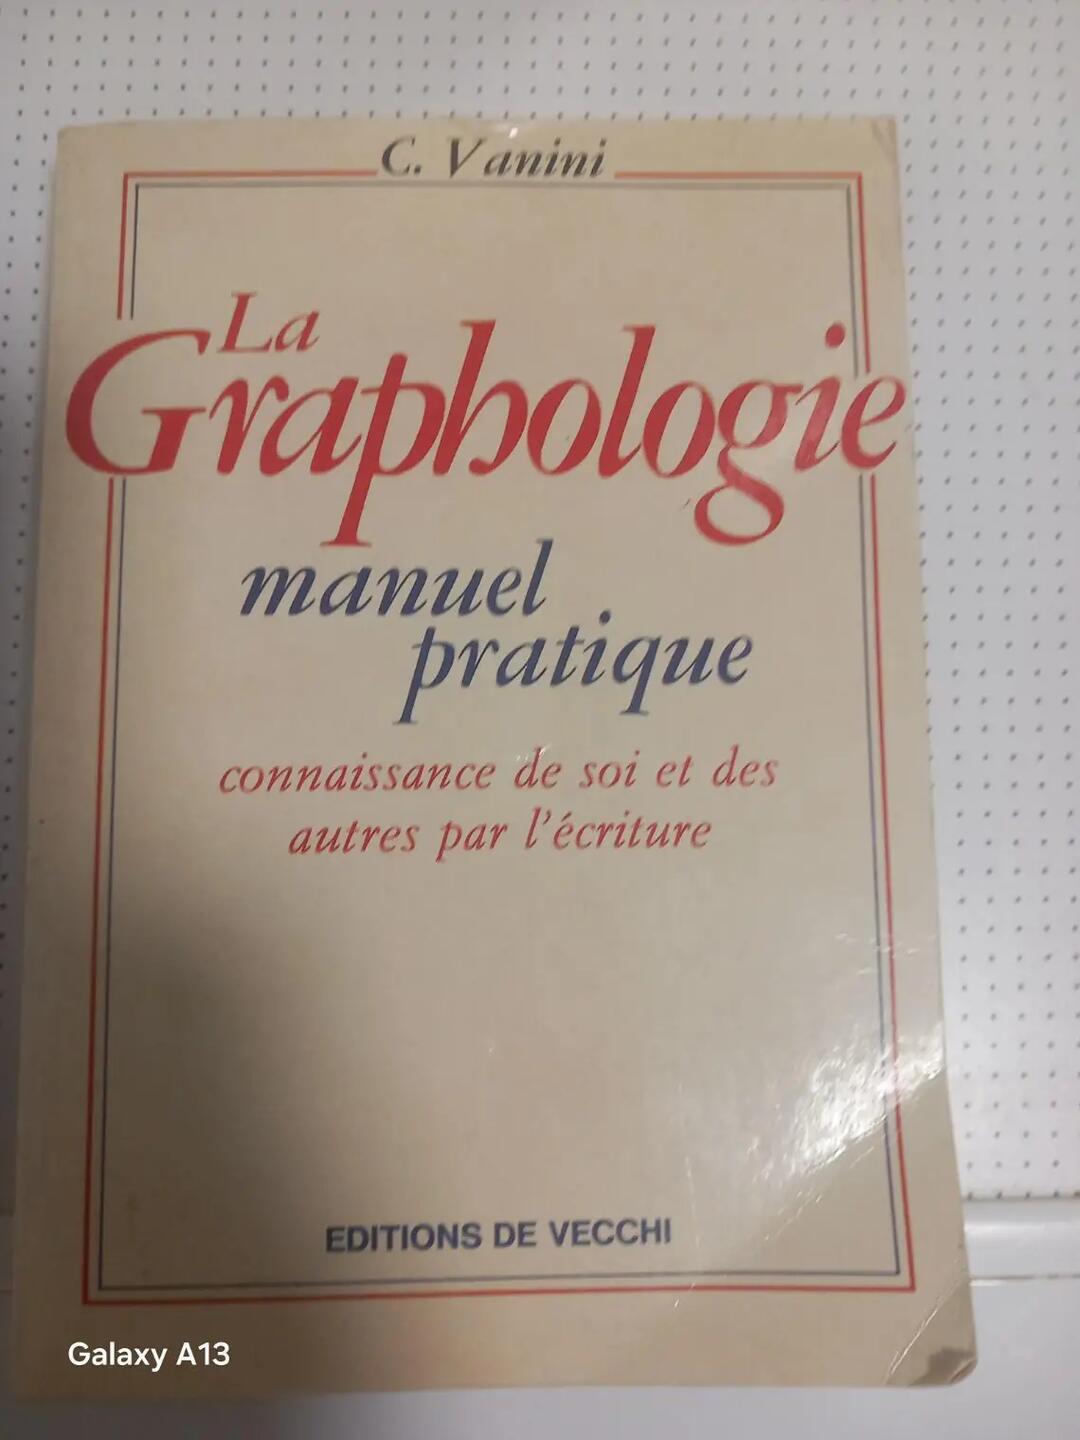 C. Vanini
La
Graphologie
manuel
pratique
connaissance de soi et des
autres par l'écriture
EDITIONS DE VECCHI
Galaxy A13